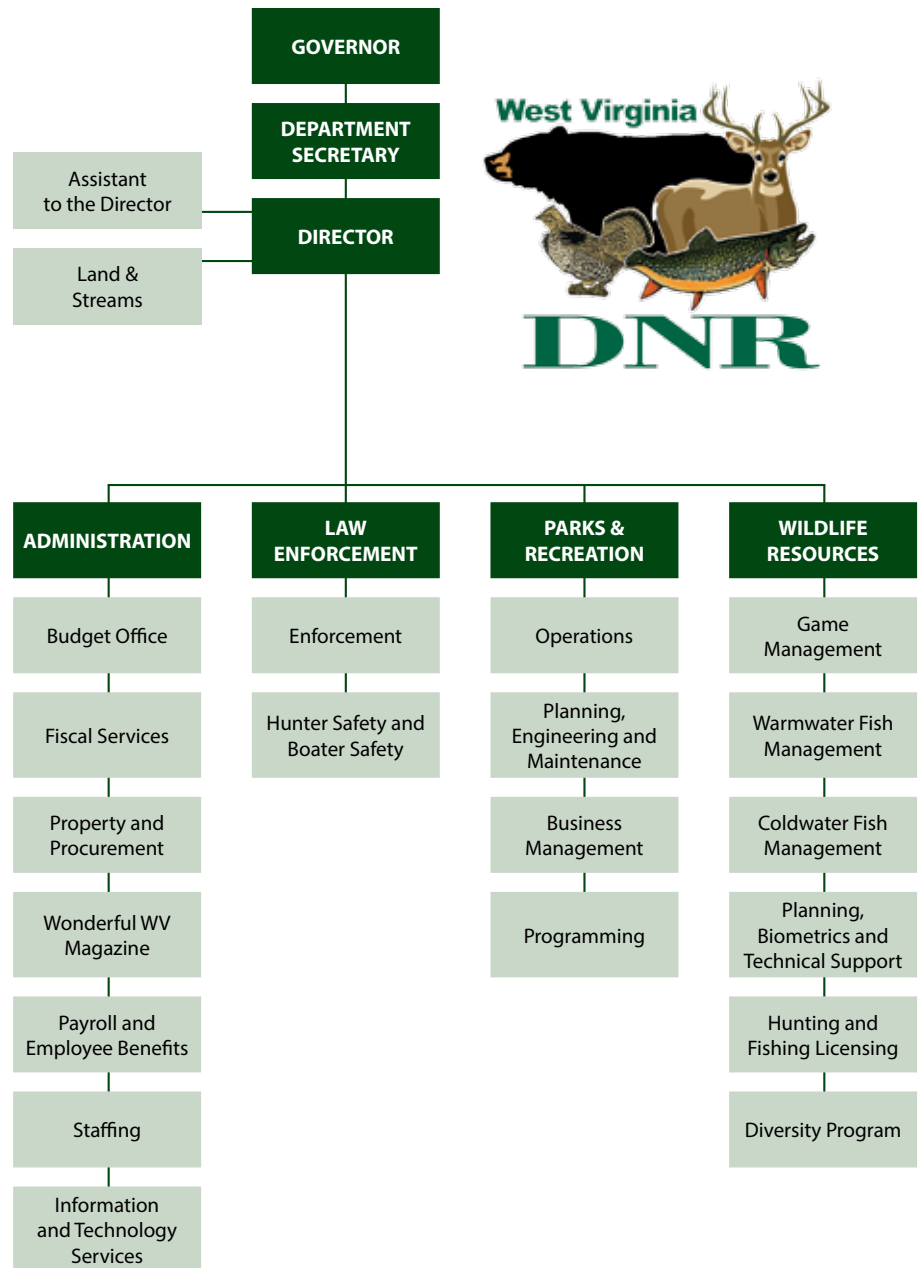 GOVERNOR
West Virginia
DEPARTMENT
SECRETARY
Assistant
to the Director
DIRECTOR
Land &
Streams
DNR
ADMINISTRATION
Budget Office
Fiscal Services
Property and
Procurement
Wonderful WV
Magazine
Payroll and
Employee Benefits
Staffing
Information
and Technology
Services
LAW
ENFORCEMENT
Enforcement
Hunter Safety and
Boater Safety
PARKS &
RECREATION
Operations
Planning,
Engineering and
Maintenance
Business
Management
Programming
WILDLIFE
RESOURCES
Game
Management
Warmwater Fish
Management
Coldwater Fish
Management
Planning,
Biometrics and
Technical Support
Hunting and
Fishing Licensing
Diversity Program